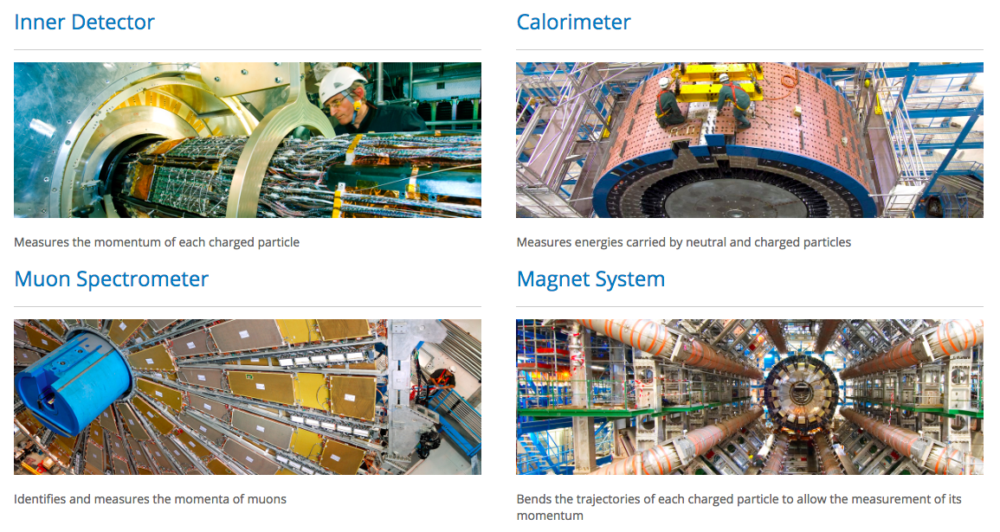 Inner Detector
Calorimeter
Measures the momentum of each charged particle
Measures energies carried by neutral and charged particles
Muon Spectrometer
Magnet System
Identifies and measures the momenta of muons
Bends the trajectories of each charged particle to allow the measurement of its
momentum